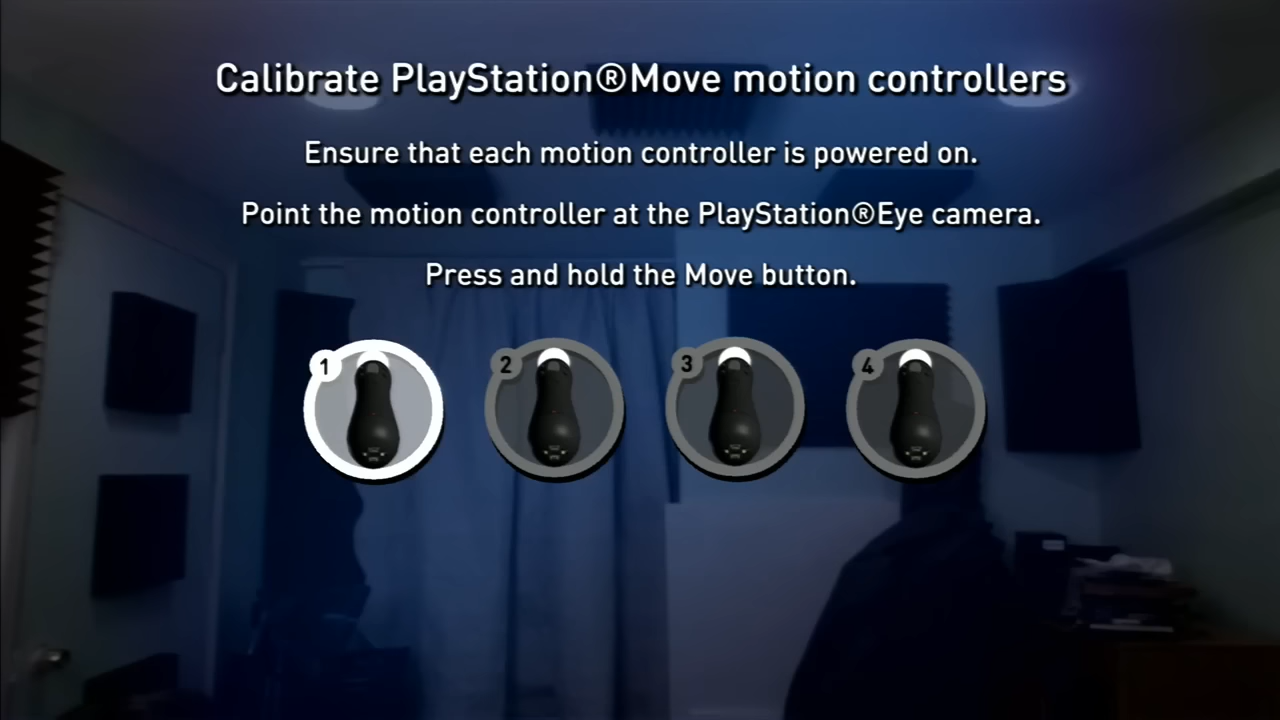 Calibrate PlayStation®Move motion controllers
Ensure that each motion controller is powered on.
Point the motion controller at the PlayStation®Eye camera.
Press and hold the Move button.
1 2 3 4